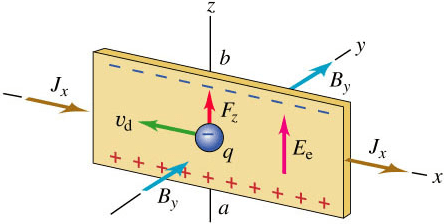 z
b
y
B_y
J_x
F_z
v_d
E_e
q
J_x
x
B_y
a
− − − − − − − − −
−
+ + + + + + + + + +